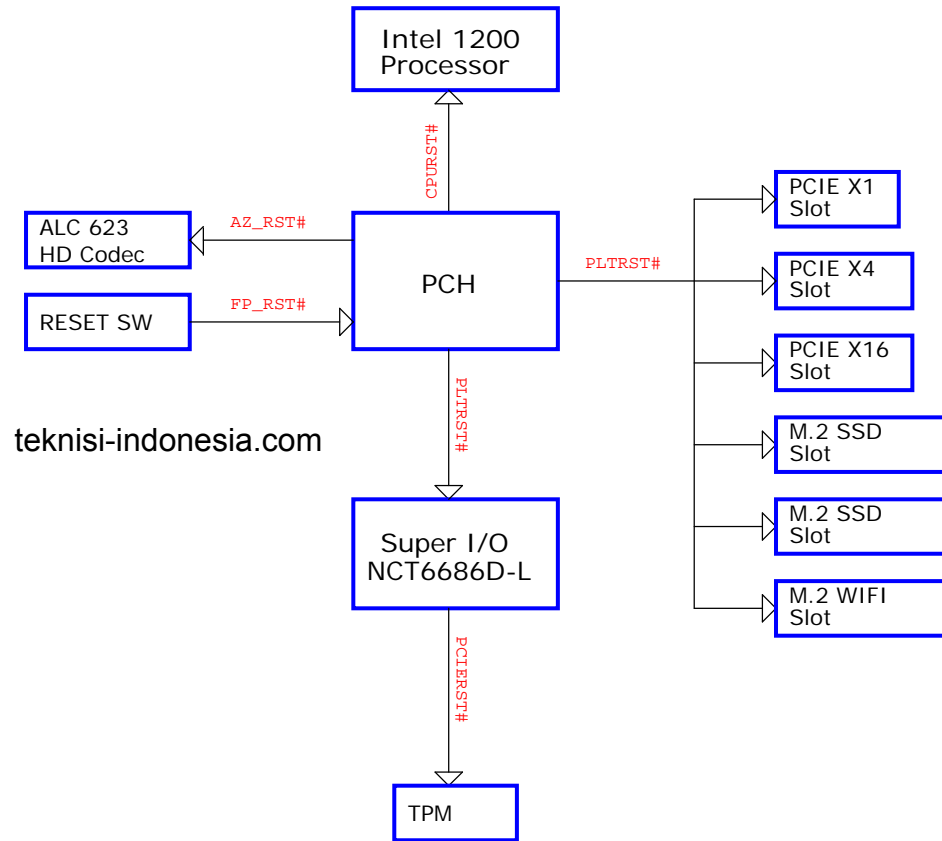 Intel 1200
Processor
CPURST#
ALC 623
HD Codec
AZ_RST#
RESET SW
FP_RST#
PCH
PLTRST#
PCIE X1
Slot
PCIE X4
Slot
PCIE X16
Slot
M.2 SSD
Slot
M.2 SSD
Slot
M.2 WIFI
Slot
PLTRST#
teknisi-indonesia.com
Super I/O
NCT6686D-L
PCIERST#
TPM